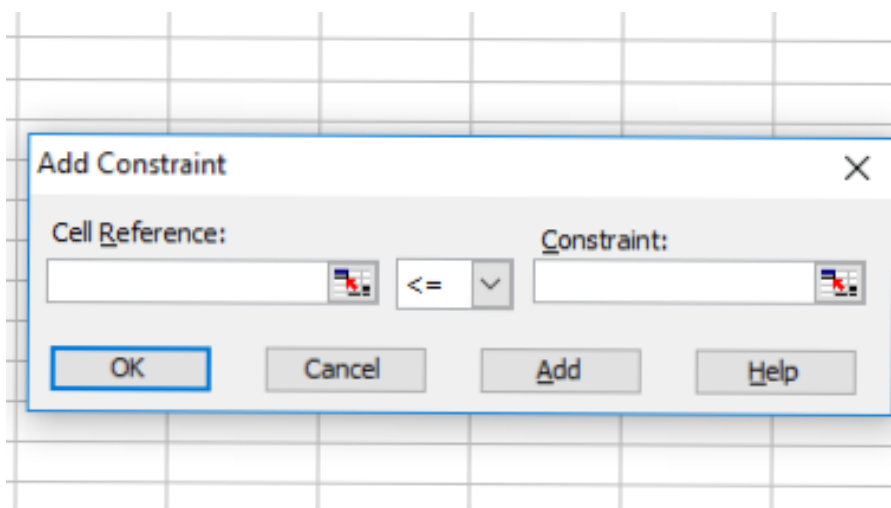 Add Constraint
Cell Reference:
Constraint:
<=
OK
Cancel
Add
Help